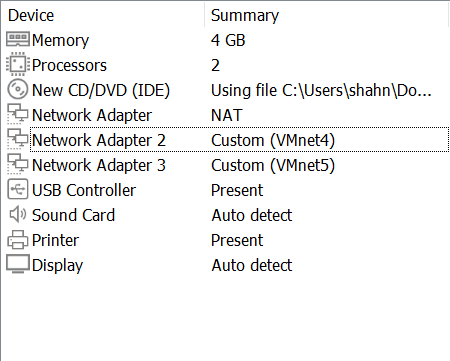 Device Summary
Memory 4 GB
Processors 2
New CD/DVD (IDE) Using file C:\Users\shahn\Do...
Network Adapter NAT
Network Adapter 2 Custom (VMnet4)
Network Adapter 3 Custom (VMnet5)
USB Controller Present
Sound Card Auto detect
Printer Present
Display Auto detect